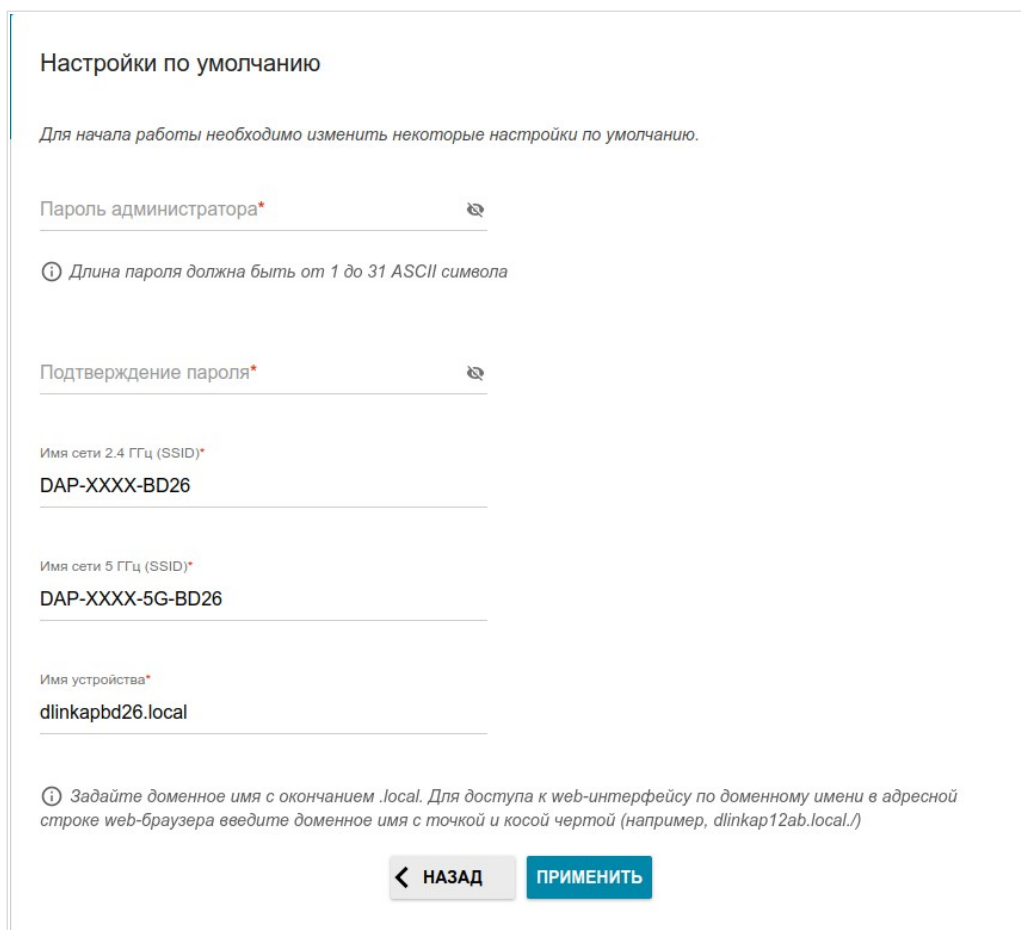 Настройки по умолчанию
Для начала работы необходимо изменить некоторые настройки по умолчанию.
Пароль администратора*
Длина пароля должна быть от 1 до 31 ASCII символа
Подтверждение пароля*
Имя сети 2.4 ГГц (SSID)*
DAP-XXXX-BD26
Имя сети 5 ГГц (SSID)*
DAP-XXXX-5G-BD26
Имя устройства*
dlinkapbd26.local
Задайте доменное имя с окончанием .local. Для доступа к web-интерфейсу по доменному имени в адресной
строке web-браузера введите доменное имя с точкой и косой чертой (например, dlinkap12ab.local./)
НАЗАД ПРИМЕНИТЬ